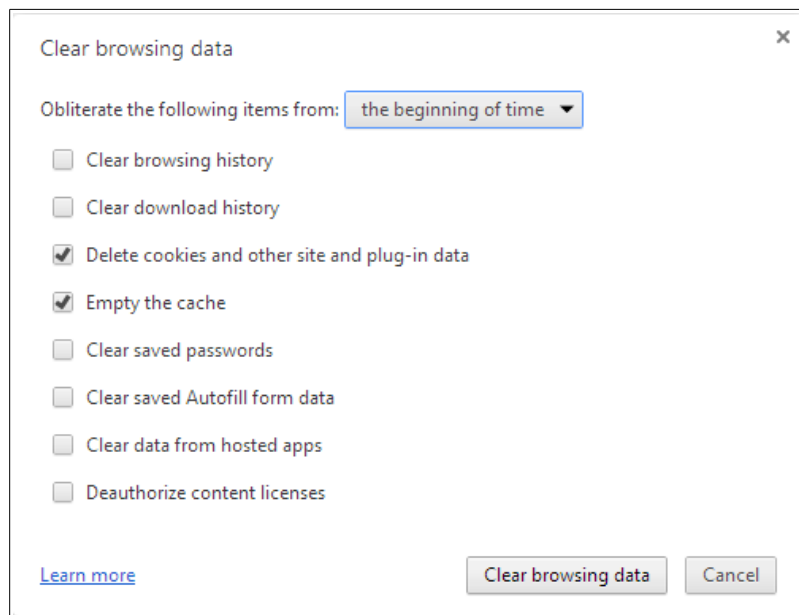 Clear browsing data
Obliterate the following items from: the beginning of time
Clear browsing history
Clear download history
Delete cookies and other site and plug-in data
Empty the cache
Clear saved passwords
Clear saved Autofill form data
Clear data from hosted apps
Deauthorize content licenses
Learn more Clear browsing data Cancel